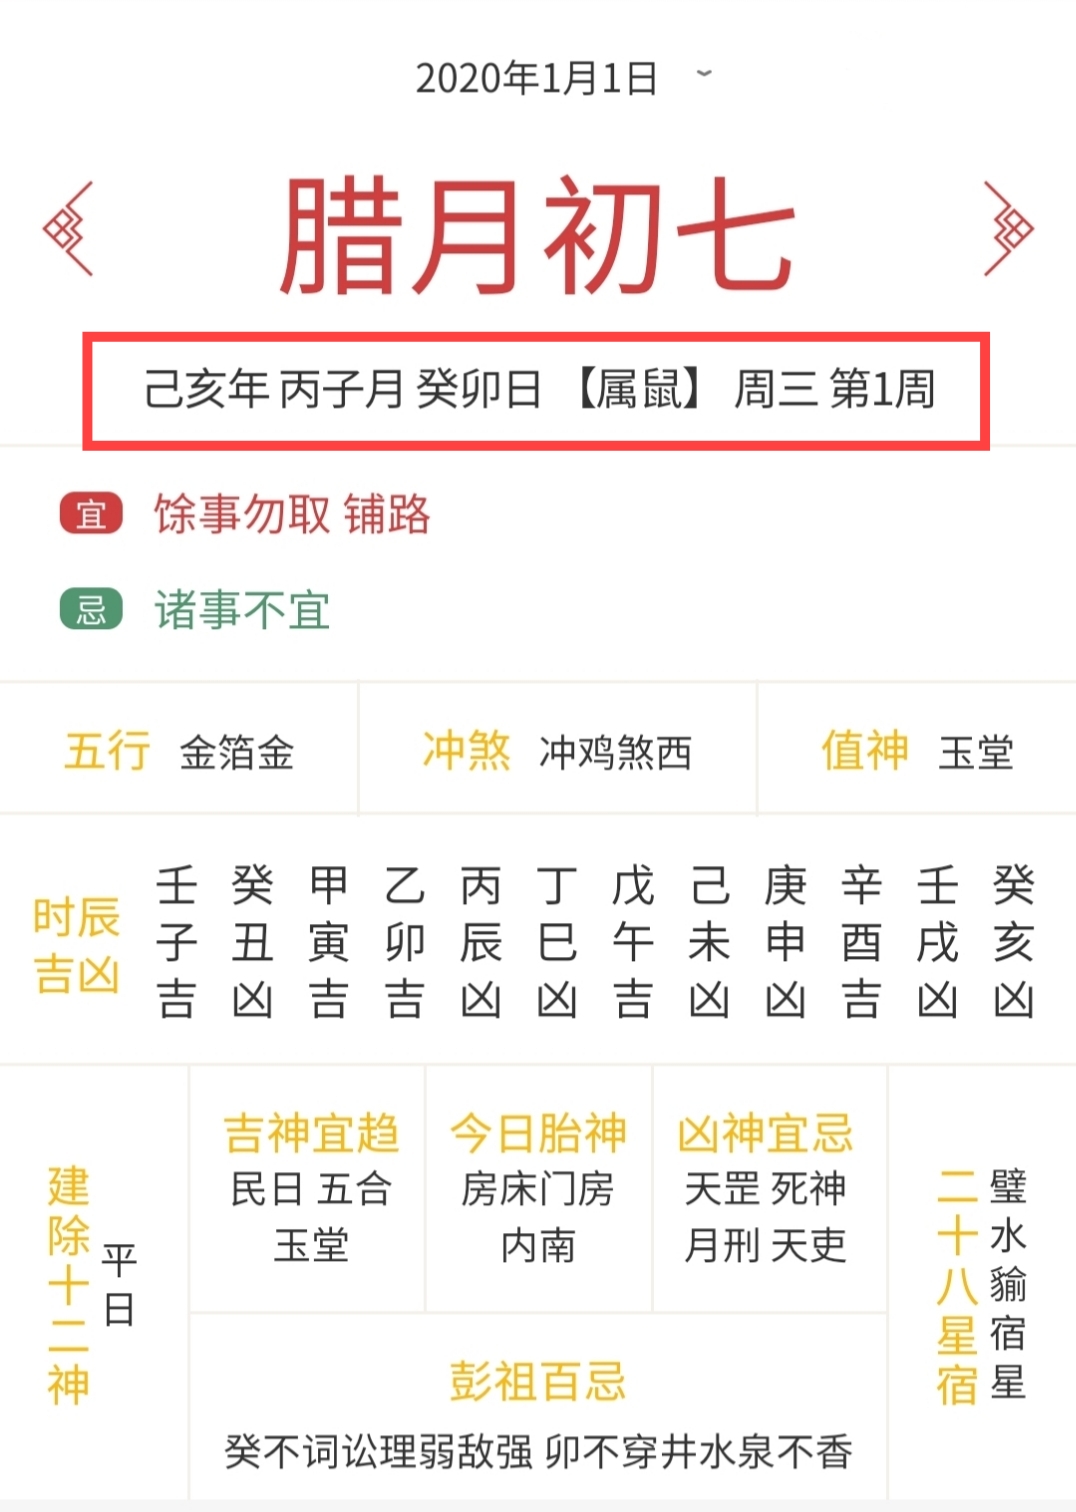 2020年1月1日
腊月初七
己亥年 丙子月 癸卯日 【属鼠】 周三 第1周
宜 馀事勿取 铺路
忌 诸事不宜
五行 金箔金
冲煞 冲鸡煞西
值神 玉堂
时辰吉凶
壬子吉
癸丑凶
甲寅吉
乙卯吉
丙辰凶
丁巳凶
戊午吉
己未凶
庚申凶
辛酉吉
壬戌凶
癸亥凶
建除十二神
平日
吉神宜趋
民日 五合
玉堂
今日胎神
房床门房
内南
凶神宜忌
天罡 死神
月刑 天吏
彭祖百忌
癸不词讼理弱敌强 卯不穿井水泉不香
二十八星宿
璧水貐宿星